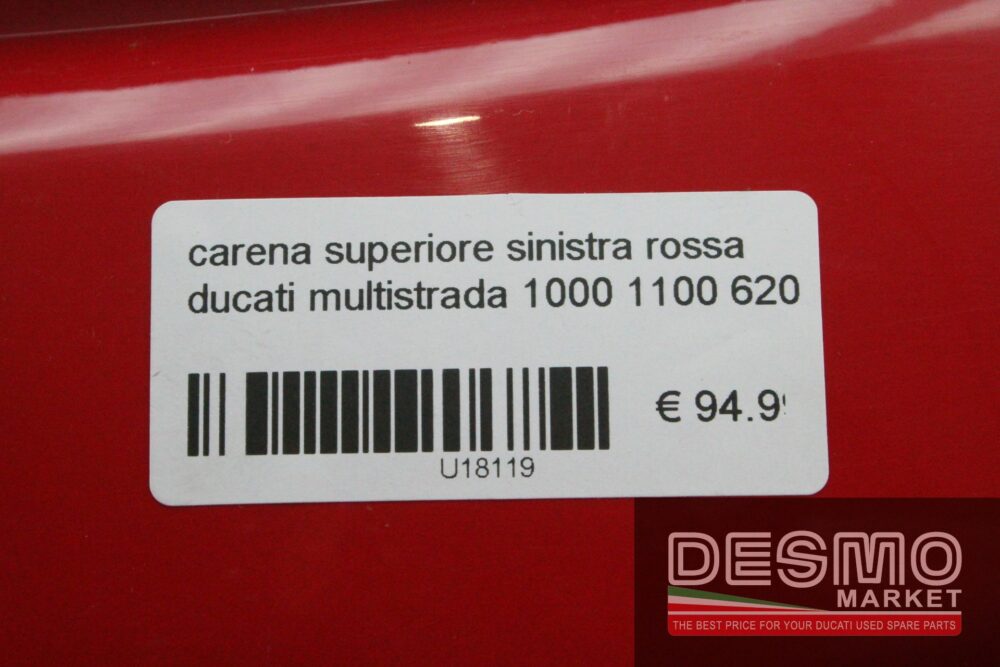 carena superiore sinistra rossa
ducati multistrada 1000 1100 620
€ 94.9
U18119
DESMO
MARKET
THE BEST PRICE FOR YOUR DUCATI USED SPARE PARTS